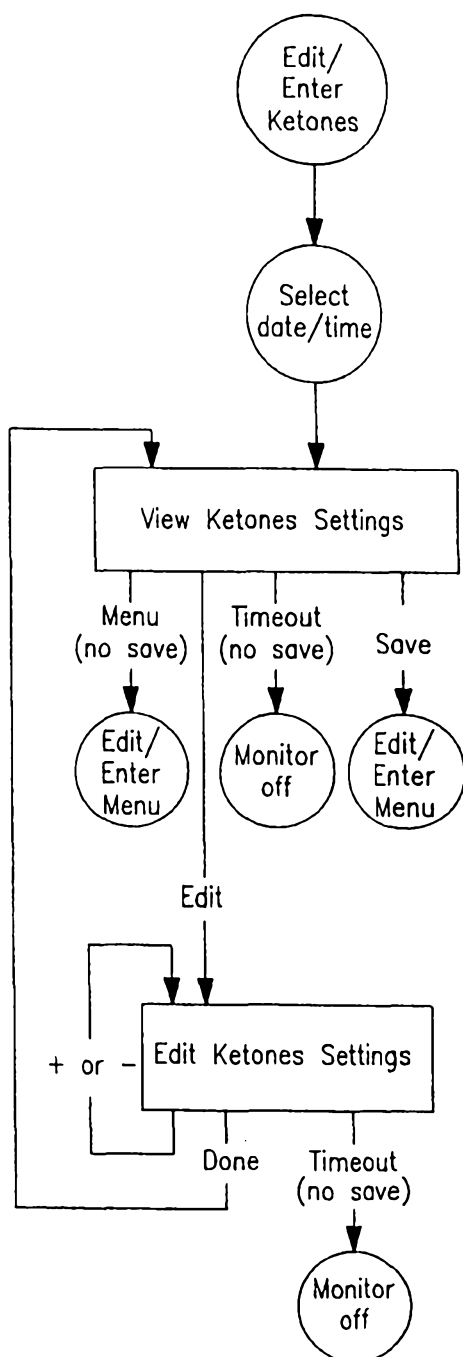 Edit/
Enter
Ketones
Select
date/time
View Ketones Settings
Menu
(no save)
Timeout
(no save)
Save
Edit/
Enter
Menu
Monitor
off
Edit/
Enter
Menu
Edit
+ or -
Edit Ketones Settings
Done
Timeout
(no save)
Monitor
off